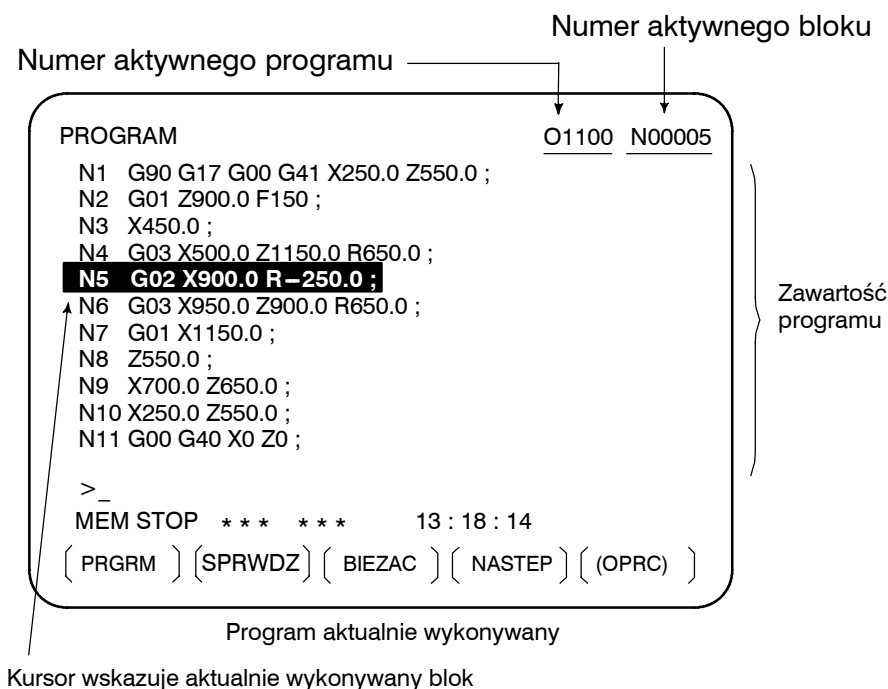 Numer aktywnego bloku
Numer aktywnego programu
PROGRAM O1100 N00005
N1 G90 G17 G00 G41 X250.0 Z550.0 ;
N2 G01 Z900.0 F150 ;
N3 X450.0 ;
N4 G03 X500.0 Z1150.0 R650.0 ;
N5 G02 X900.0 R−250.0 ;
N6 G03 X950.0 Z900.0 R650.0 ;
N7 G01 X1150.0 ;
N8 Z550.0 ;
N9 X700.0 Z650.0 ;
N10 X250.0 Z550.0 ;
N11 G00 G40 X0 Z0 ;
Zawartość
programu
>_
MEM STOP * * * * * * 13 : 18 : 14
[ PRGRM ] [SPRWDZ] [ BIEZAC ] [ NASTEP ] [ (OPRC) ]
Program aktualnie wykonywany
Kursor wskazuje aktualnie wykonywany blok